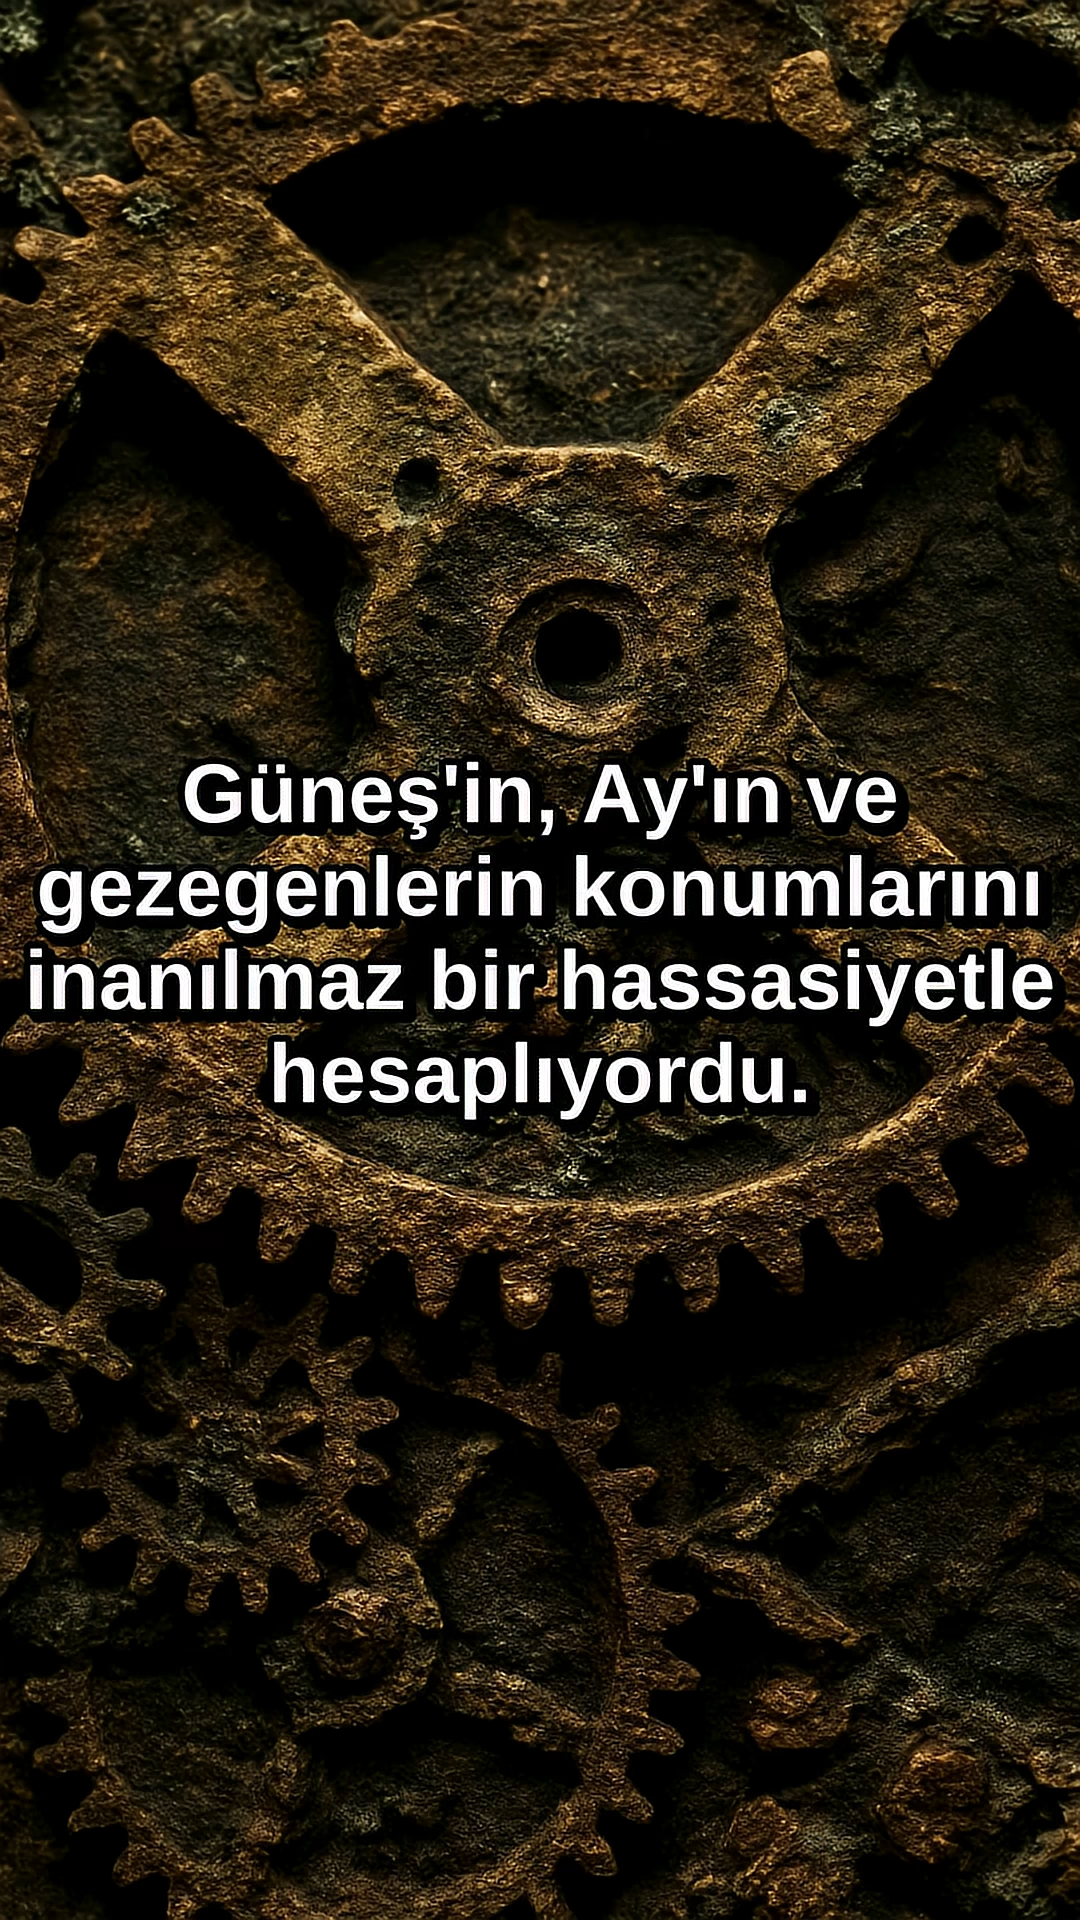 Güneş'in, Ay'ın ve
gezegenlerin konumlarını
inanılmaz bir hassasiyetle
hesaplıyordu.